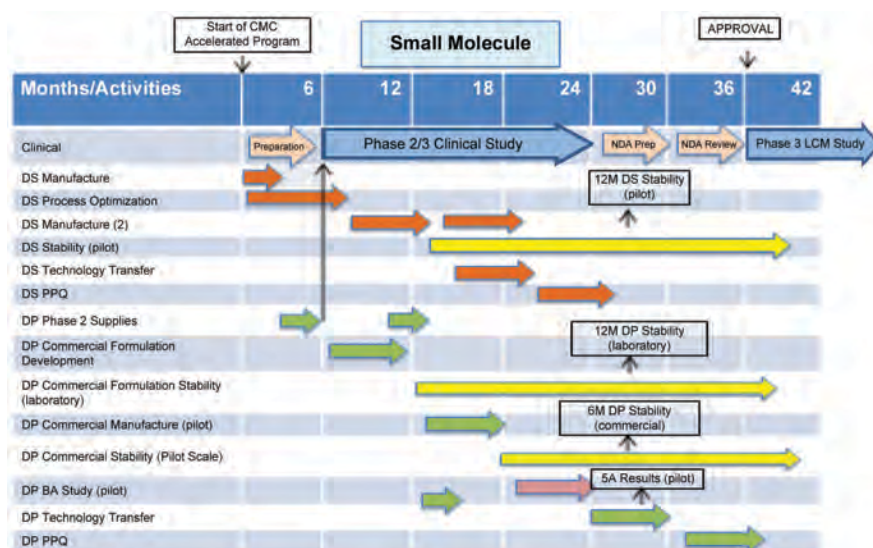 Start of CMC
Accelerated Program
Small Molecule
APPROVAL
Months/Activities 6 12 18 24 30 36 42
Clinical Preparation Phase 2/3 Clinical Study NDA Prep NDA Review Phase 3 LCM Study
DS Manufacture
12M DS Stability
(pilot)
DS Process Optimization
DS Manufacture (2)
DS Stability (pilot)
DS Technology Transfer
DS PPQ
DP Phase 2 Supplies
12M DP Stability
(laboratory)
DP Commercial Formulation
Development
DP Commercial Formulation Stability
(laboratory)
6M DP Stability
(commercial)
DP Commercial Manufacture (pilot)
DP Commercial Stability (Pilot Scale)
5A Results (pilot)
DP BA Study (pilot)
DP Technology Transfer
DP PPQ